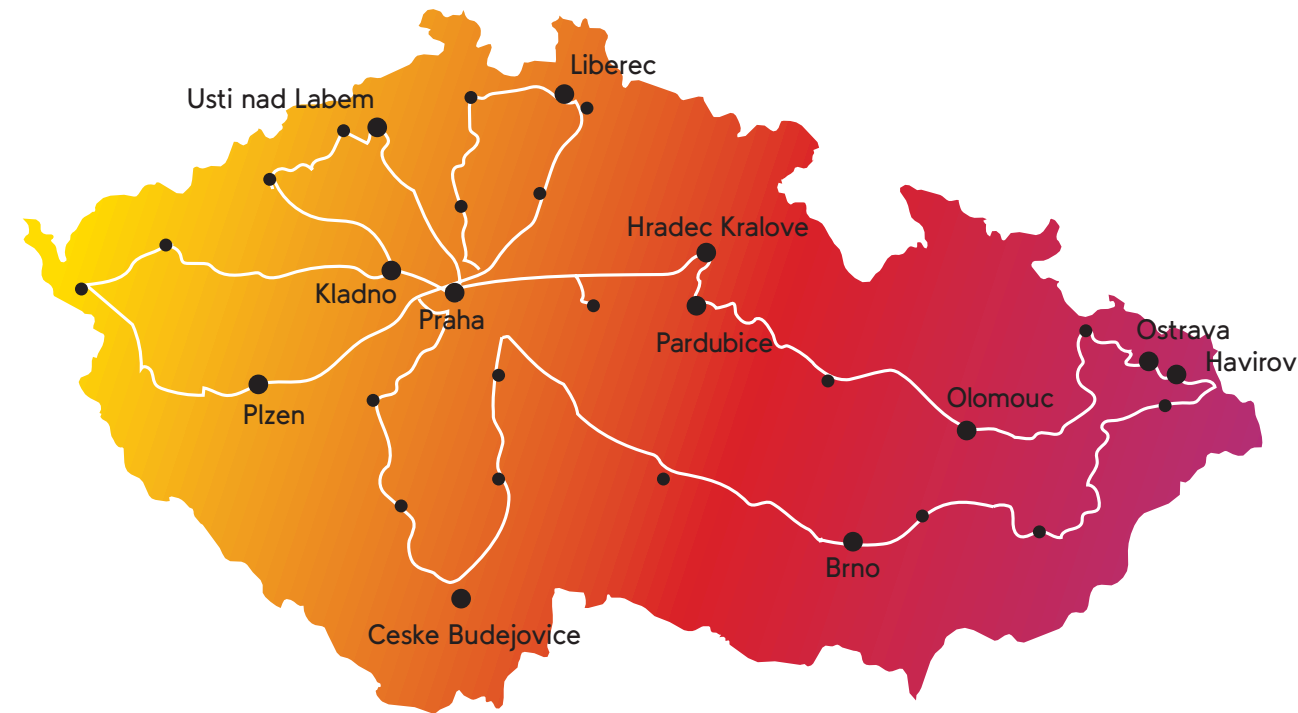 Liberec
Usti nad Labem
Hradec Kralove
Kladno
Praha
Ostrava
Pardubice
Havirov
Plzen
Olomouc
Brno
Ceske Budejovice